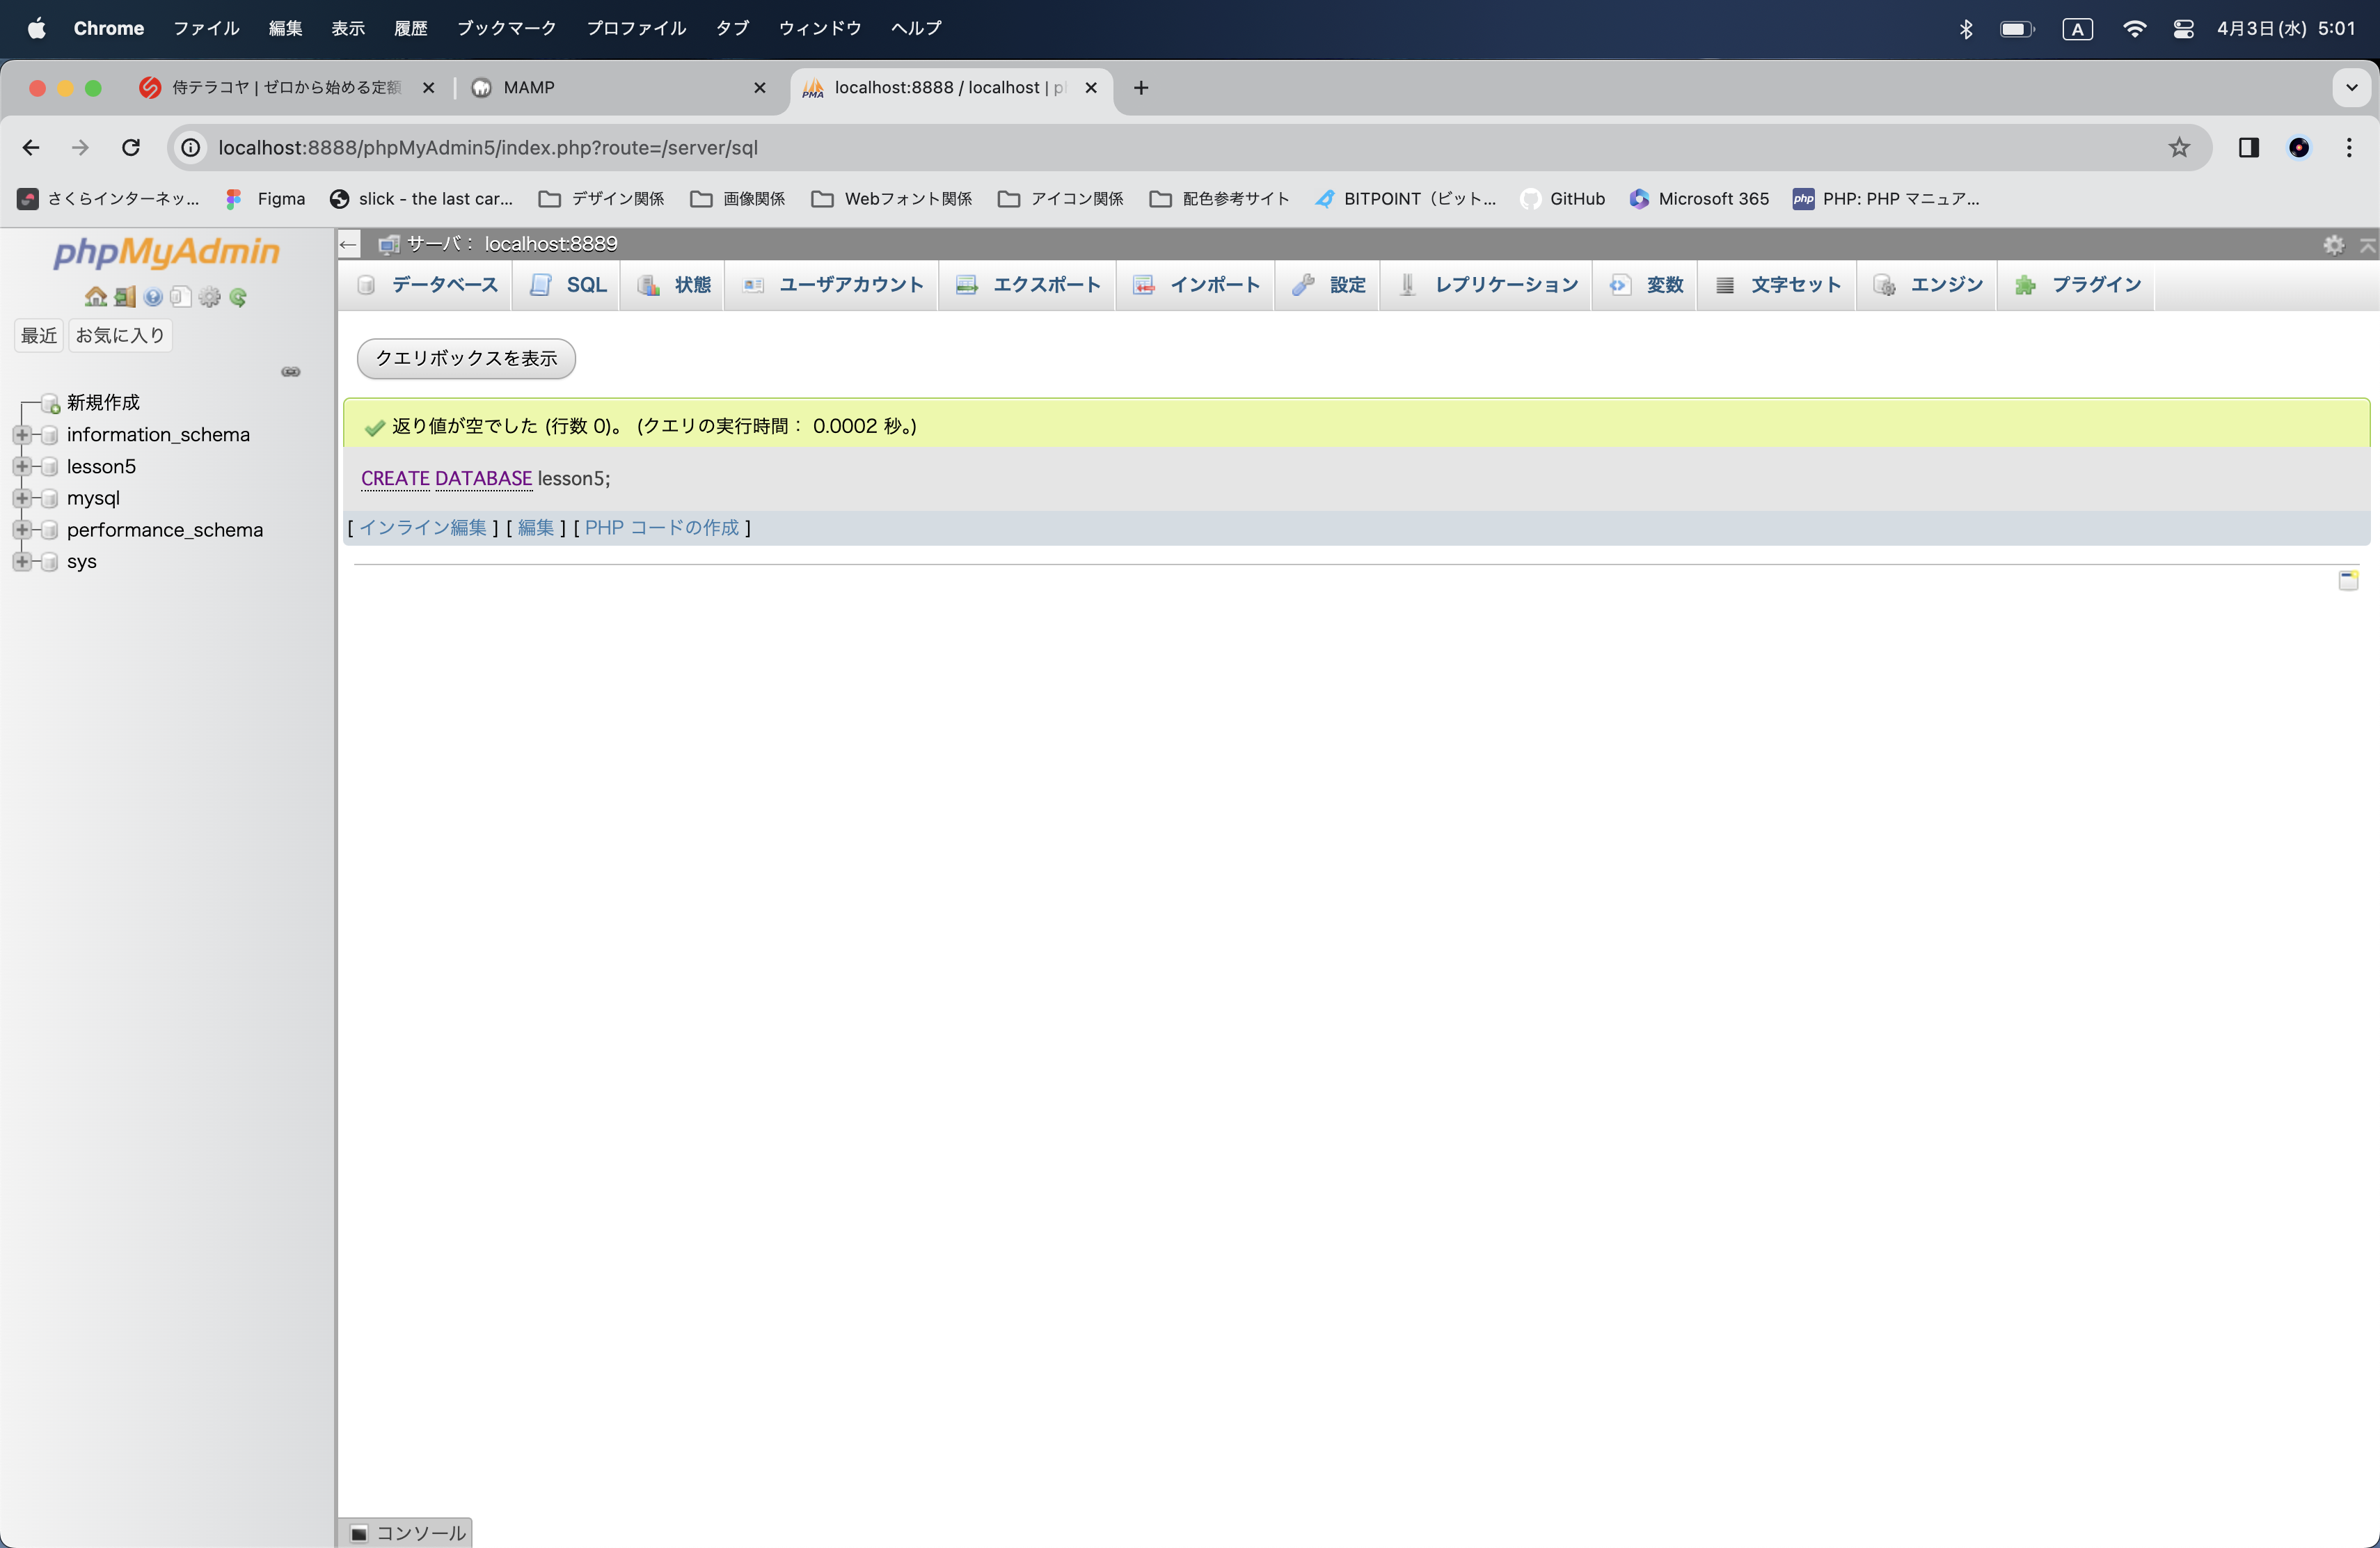 Chrome ファイル 編集 表示 履歴 ブックマーク プロファイル タブ ウィンドウ ヘルプ A 4月3日(水) 5:01
侍テラコヤ | ゼロから始める定額 MAMP localhost:8888 / localhost | p
localhost:8888/phpMyAdmin5/index.php?route=/server/sql
さくらインターネッ... Figma slick - the last car... デザイン関係 画像関係 Webフォント関係 アイコン関係 配色参考サイト BITPOINT（ビット... GitHub Microsoft 365 PHP: PHP マニュア...
phpMyAdmin
最近 お気に入り
新規作成
information_schema
lesson5
mysql
performance_schema
sys
サーバ： localhost:8889
データベース SQL 状態 ユーザアカウント エクスポート インポート 設定 レプリケーション 変数 文字セット エンジン プラグイン
クエリボックスを表示
返り値が空でした (行数 0)。 (クエリの実行時間： 0.0002 秒。)
CREATE DATABASE lesson5;
[ インライン編集 ] [ 編集 ] [ PHP コードの作成 ]
コンソール